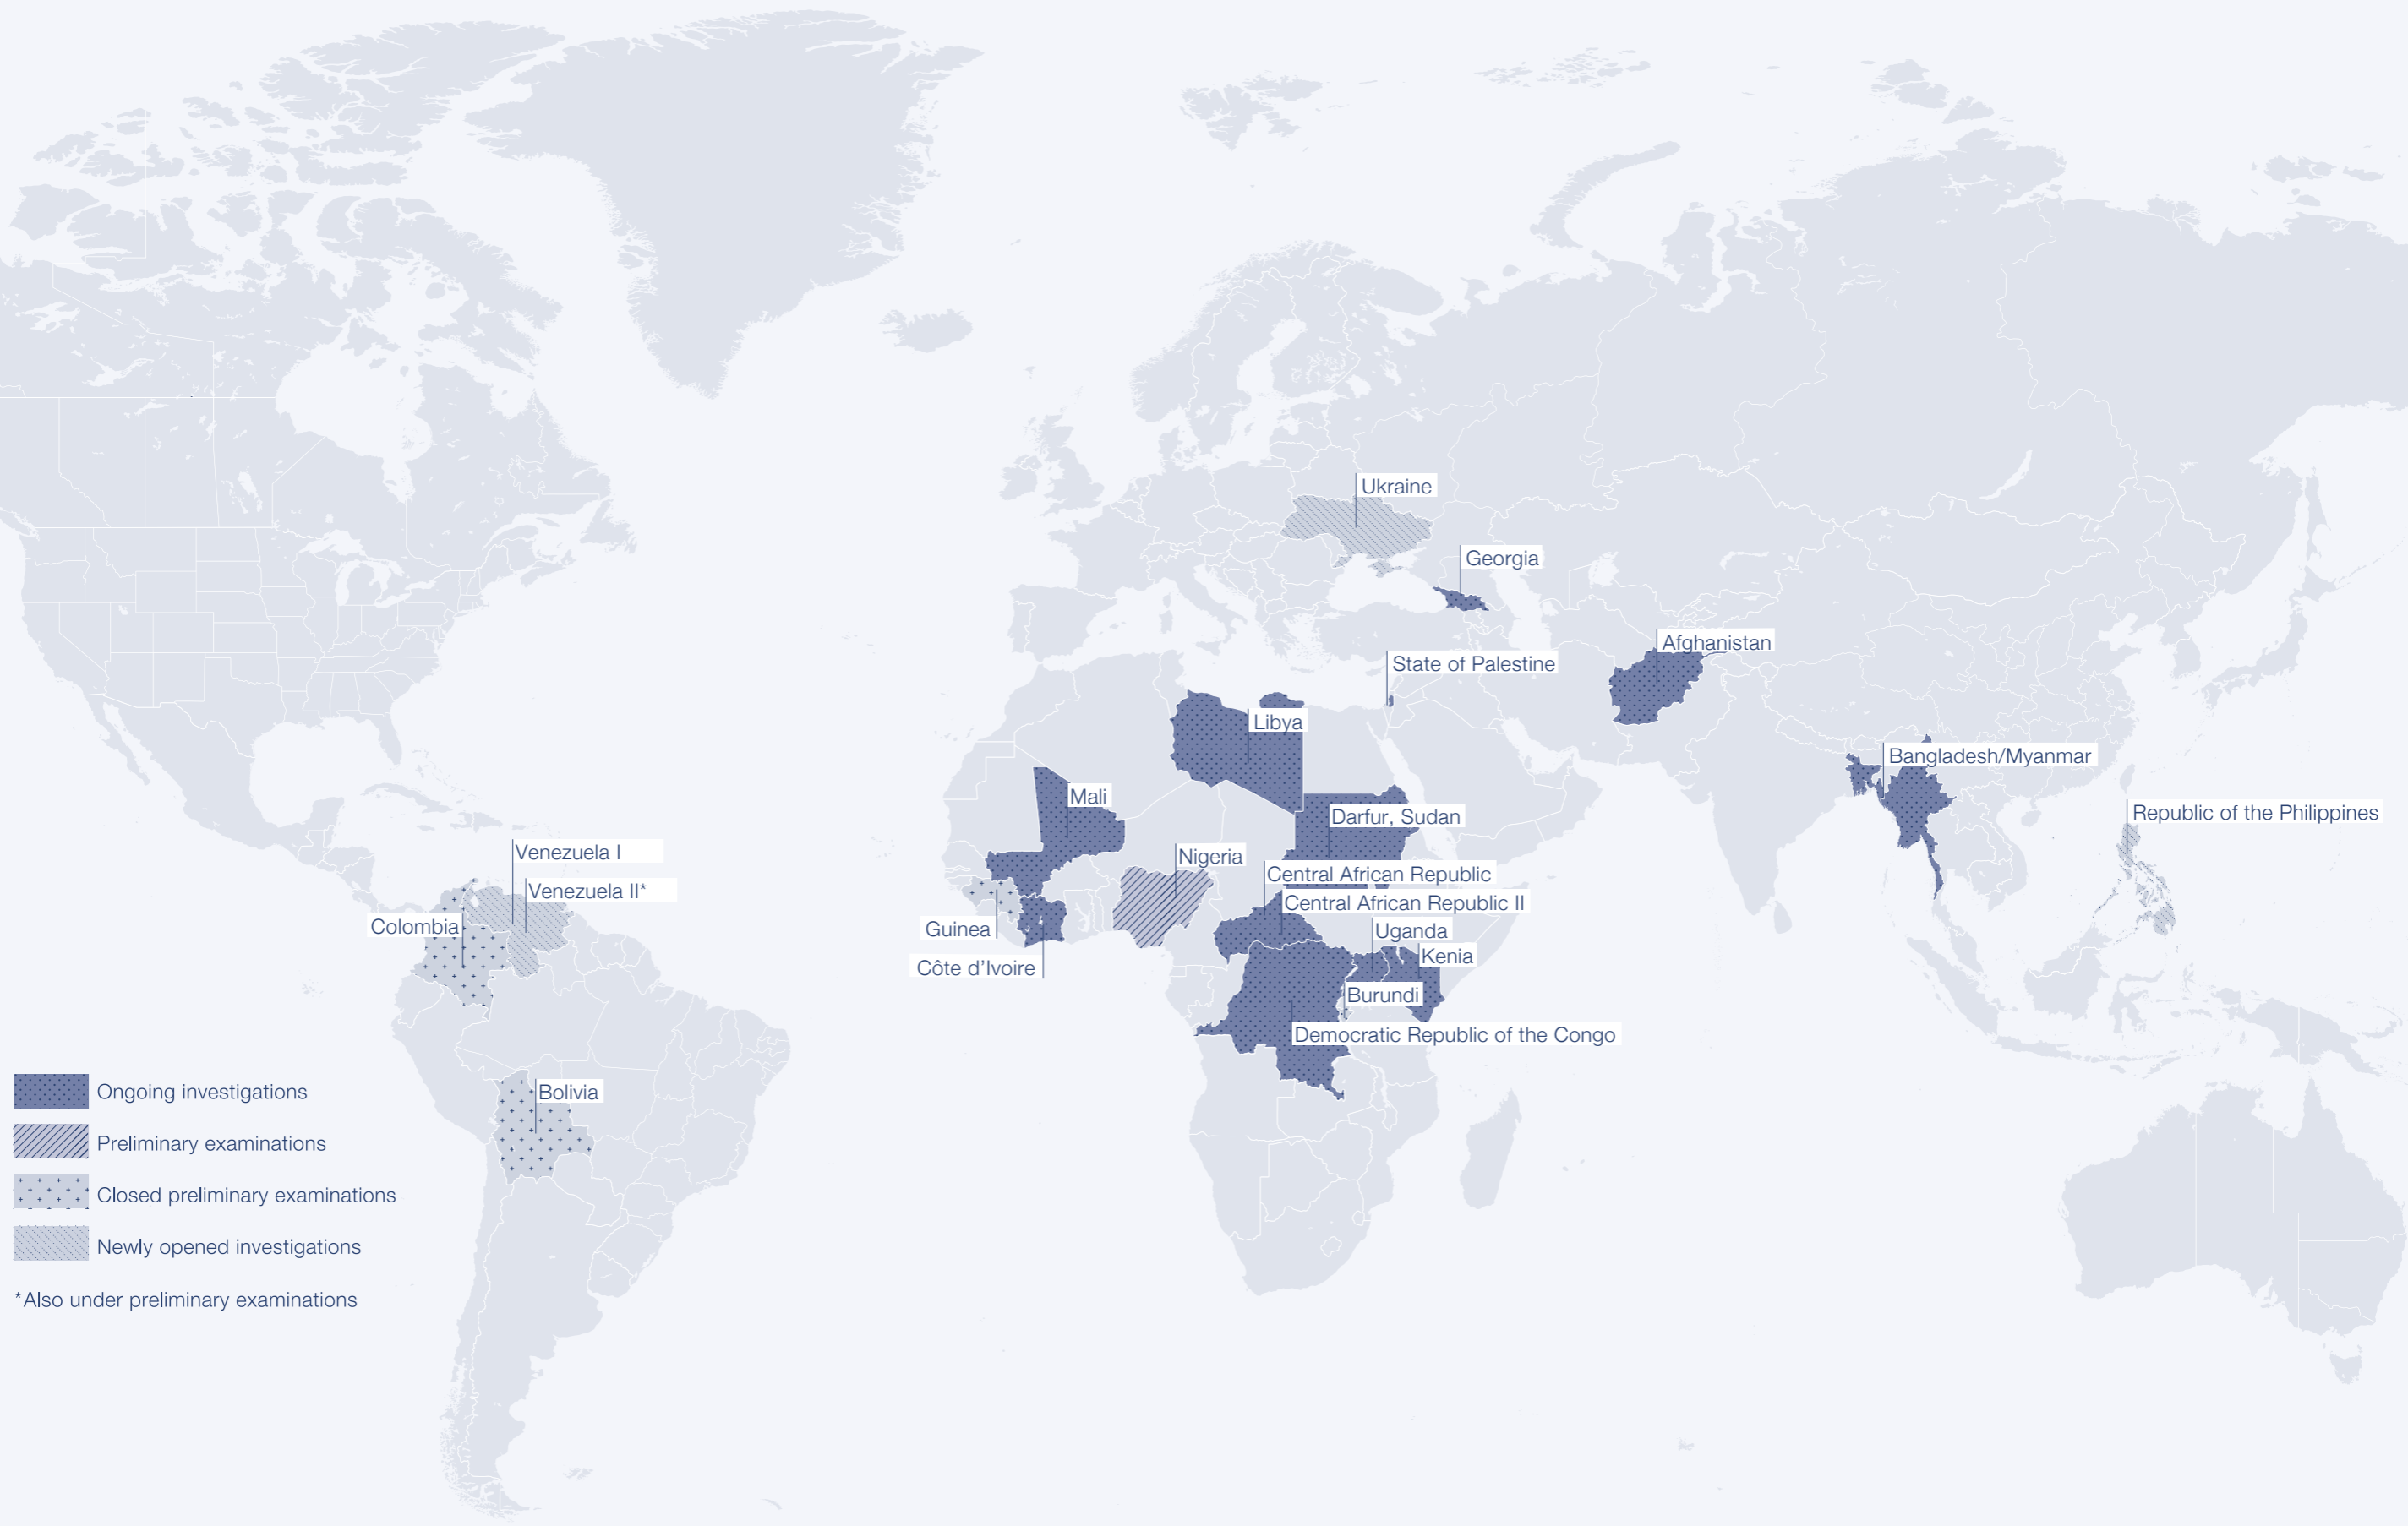 Ukraine
Georgia
Afghanistan
State of Palestine
Libya
Bangladesh/Myanmar
Mali
Republic of the Philippines
Darfur, Sudan
Venezuela I
Nigeria
Central African Republic
Venezuela II*
Central African Republic II
Colombia
Guinea
Uganda
Kenia
Côte d’Ivoire
Burundi
Democratic Republic of the Congo
Bolivia
Ongoing investigations
Preliminary examinations
Closed preliminary examinations
Newly opened investigations
*Also under preliminary examinations